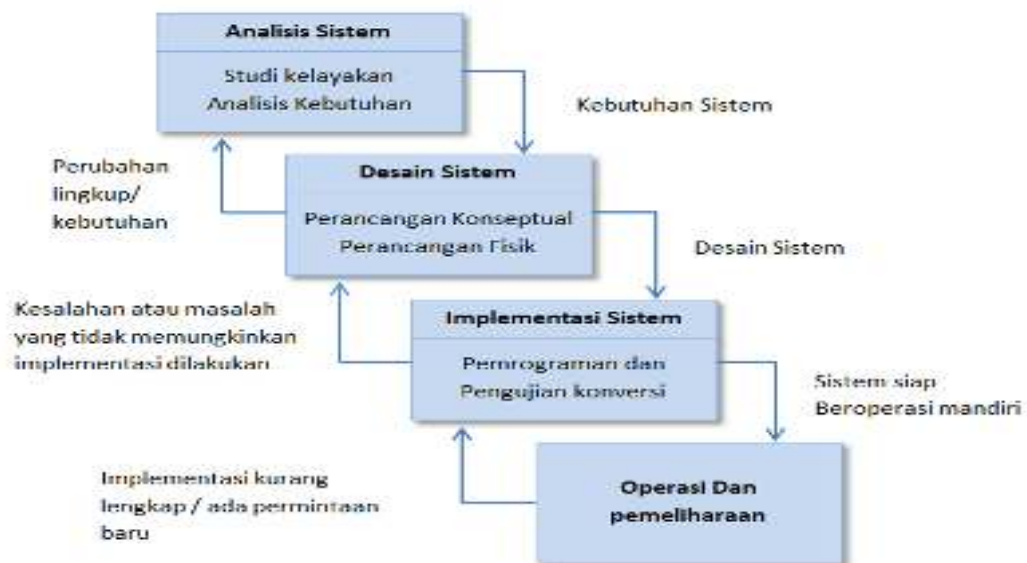 Analisis Sistem
Studi kelayakan
Analisis Kebutuhan
Kebutuhan Sistem
Perubahan
lingkup/
kebutuhan
Desain Sistem
Perancangan Konseptual
Perancangan Fisik
Desain Sistem
Kesalahan atau masalah
yang tidak memungkinkan
implementasi dilakukan
Implementasi Sistem
Pemrograman dan
Pengujian konversi
Sistem siap
Beroperasi mandiri
Implementasi kurang
lengkap / ada permintaan
baru
Operasi Dan
pemeliharaan